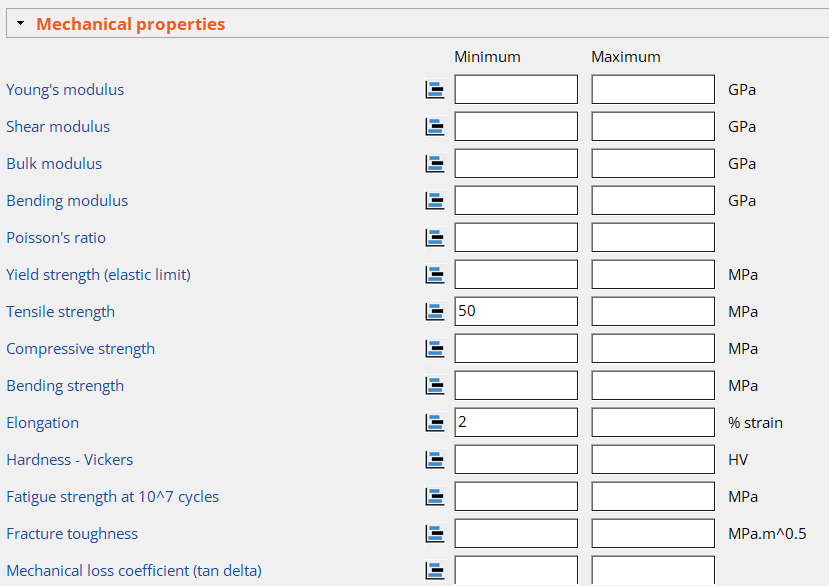 Mechanical properties
Minimum Maximum
Young's modulus GPa
Shear modulus GPa
Bulk modulus GPa
Bending modulus GPa
Poisson's ratio
Yield strength (elastic limit) MPa
Tensile strength 50 MPa
Compressive strength MPa
Bending strength MPa
Elongation 2 % strain
Hardness - Vickers HV
Fatigue strength at 10^7 cycles MPa
Fracture toughness MPa.m^0.5
Mechanical loss coefficient (tan delta)